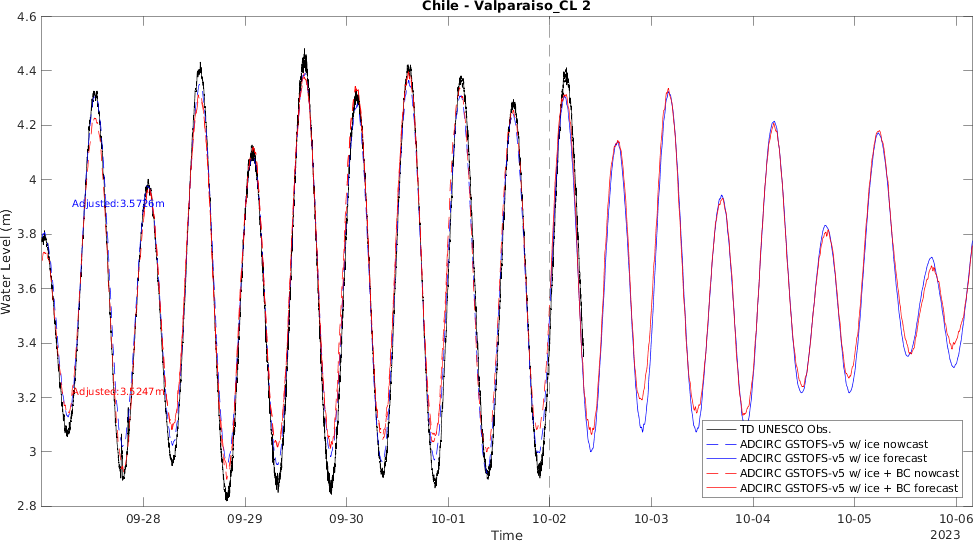 Chile - Valparaiso_CL 2
4.6
4.4
4.2
4
3.8
3.6
3.4
3.2
3
2.8
Water Level (m)
Adjusted:3.5726m
Adjusted:3.5247m
TD UNESCO Obs.
ADCIRC GSTOFS-v5 w/ ice nowcast
ADCIRC GSTOFS-v5 w/ ice forecast
ADCIRC GSTOFS-v5 w/ ice + BC nowcast
ADCIRC GSTOFS-v5 w/ ice + BC forecast
09-28 09-29 09-30 10-01 10-02 10-03 10-04 10-05 10-06
2023
Time